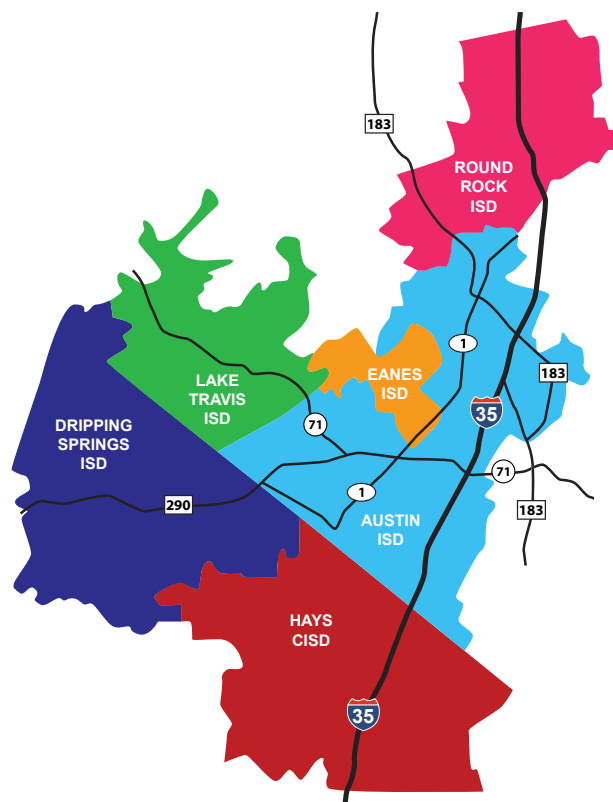 183
ROUND
ROCK
ISD
1
LAKE
TRAVIS
ISD
EANES
ISD
183
35
DRIPPING
SPRINGS
ISD
71
71
290
1
183
AUSTIN
ISD
HAYS
CISD
35